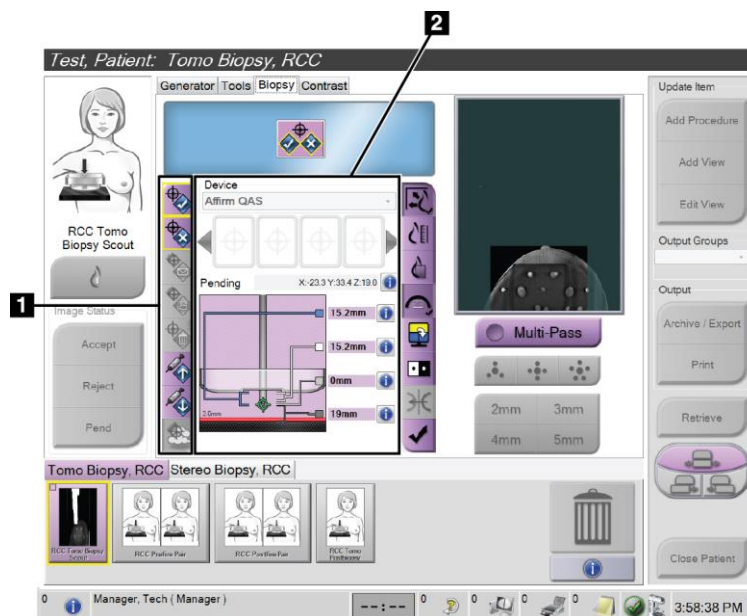 2
Test, Patient: Tomo Biopsy, RCC
Generator Tools Biopsy Contrast
Update Item
Add Procedure
Add View
Edit View
Device
Affirm QAS
RCC Tomo
Biopsy Scout
Output Groups
Pending X:-23.3 Y:33.4 Z:19.0
1
Image Status
Accept
Reject
Pend
15.2mm
15.2mm
0mm
19mm
3.0mm
Multi-Pass
2mm 3mm
4mm 5mm
Output
Archive / Export
Print
Retrieve
Tomo Biopsy, RCC Stereo Biopsy, RCC
RCC Tomo Biopsy
Scout
RCC Prefire Pair
RCC Postfire Pair
RCC Tomo
Postbiopsy
Close Patient
0 Manager, Tech ( Manager ) --:-- 0 0 0 0 3:58:38 PM